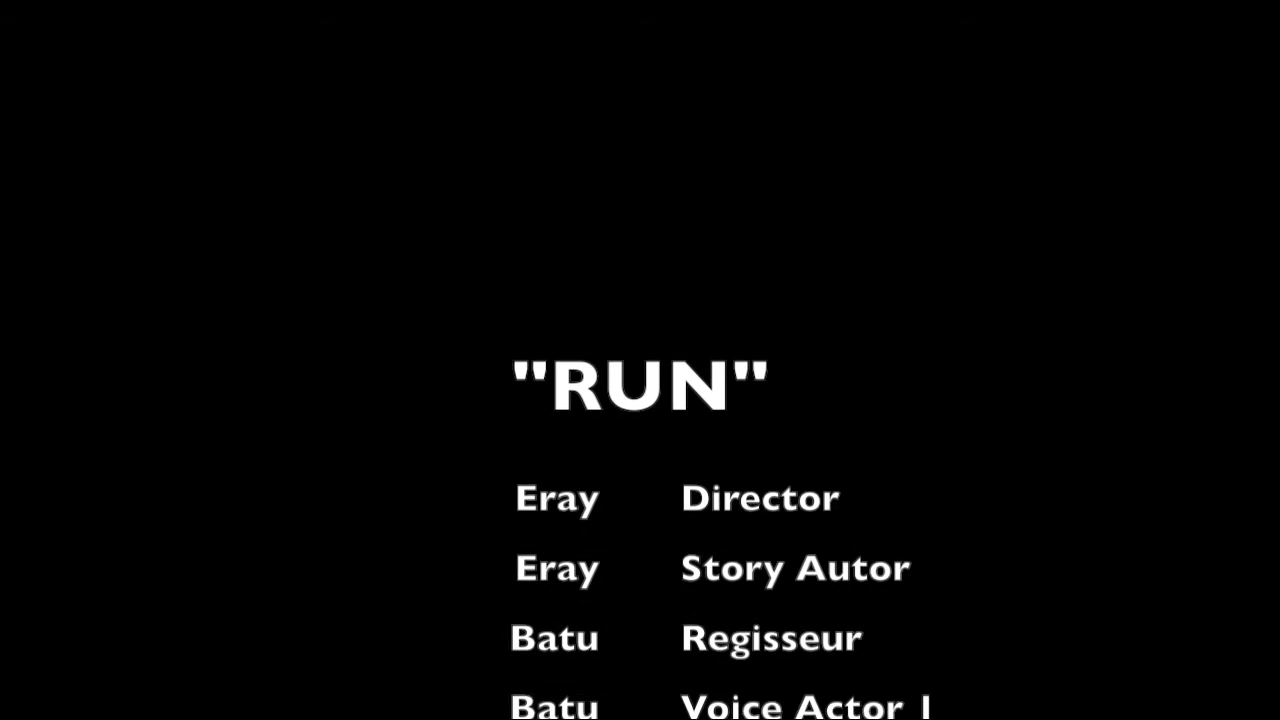 "RUN"
Eray Director
Eray Story Autor
Batu Regisseur
Batu Voice Actor 1